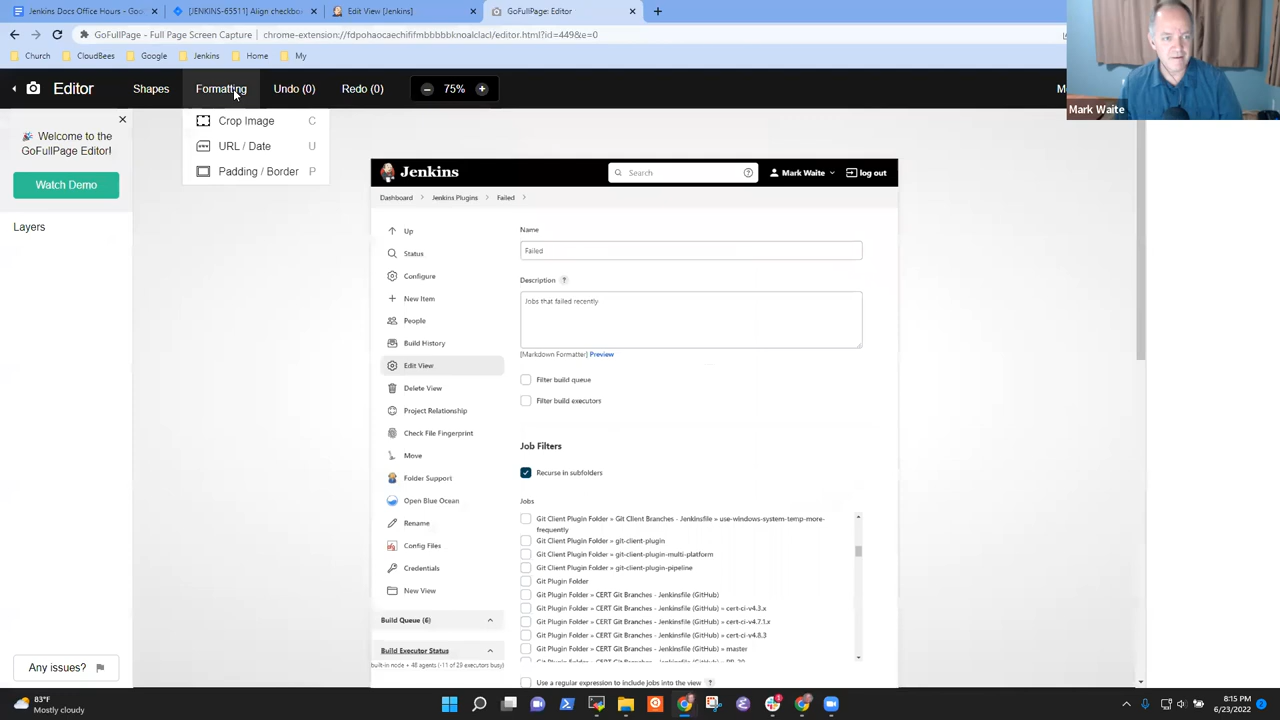 [Docs View] - Jenkins
[JENKINS-65511] Align checkbo
Edit View [Jenkins]
GoFullPage Editor
GoFullPage - Full Page Screen Capture
chrome-extension://fdpohaocaechififmbbbbbknoalclacl/editor.html?id=449&e=0
Church
CloudBees
Google
Jenkins
Home
My
Mark Waite
Editor
Shapes
Formatting
Undo (0)
Redo (0)
75%
Crop Image C
URL / Date U
Padding / Border P
Welcome to the
GoFullPage Editor!
Watch Demo
Layers
Any issues?
Jenkins
Search
Mark Waite
log out
Dashboard
Jenkins Plugins
Failed
Up
Status
Configure
New Item
People
Build History
Edit View
Delete View
Project Relationship
Check File Fingerprint
Move
Folder Support
Open Blue Ocean
Rename
Config Files
Credentials
New View
Build Queue (6)
Build Executor Status
built-in node + 48 agents (-11 of 29 executors busy)
Name
Failed
Description ?
Jobs that failed recently
[Markdown Formatter] Preview
Filter build queue
Filter build executors
Job Filters
Recurse in subfolders
Jobs
Git Client Plugin Folder » Git Client Branches - Jenkinsfile » use-windows-system-temp-more-
frequently
Git Client Plugin Folder » git-client-plugin
Git Client Plugin Folder » git-client-plugin-multi-platform
Git Client Plugin Folder » git-client-plugin-pipeline
Git Plugin Folder
Git Plugin Folder » CERT Git Branches - Jenkinsfile (GitHub)
Git Plugin Folder » CERT Git Branches - Jenkinsfile (GitHub) » cert-ci-v4.3.x
Git Plugin Folder » CERT Git Branches - Jenkinsfile (GitHub) » cert-ci-v4.7.1.x
Git Plugin Folder » CERT Git Branches - Jenkinsfile (GitHub) » cert-ci-v4.8.3
Git Plugin Folder » CERT Git Branches - Jenkinsfile (GitHub) » master
Use a regular expression to include jobs into the view ?
83°F
Mostly cloudy
8:15 PM
6/23/2022